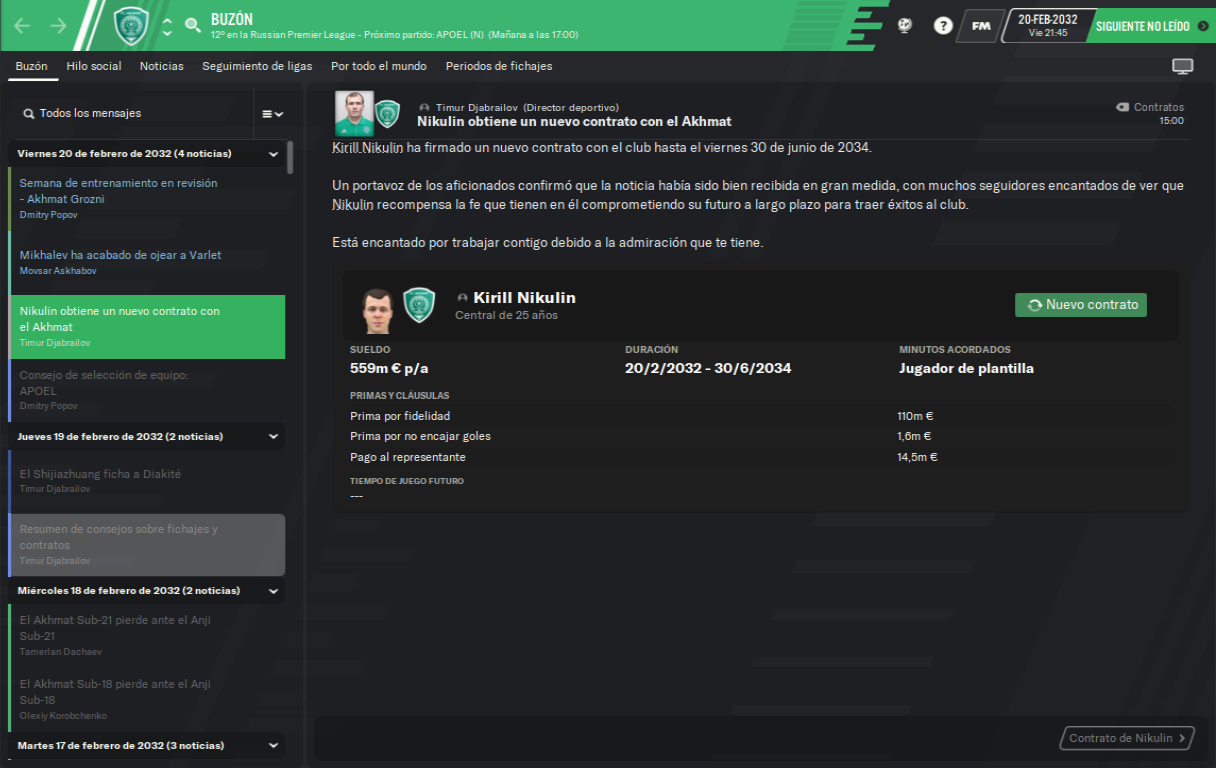 BUZÓN
12º en la Russian Premier League - Próximo partido: APOEL (N) (Mañana a las 17:00)
?
FM
20-FEB-2032
Vie 21:45
SIGUIENTE NO LEÍDO
Buzón Hilo social Noticias Seguimiento de ligas Por todo el mundo Periodos de fichajes
Todos los mensajes
Viernes 20 de febrero de 2032 (4 noticias)
Semana de entrenamiento en revisión
- Akhmat Grozni
Dmitry Popov
Mikhalev ha acabado de ojear a Varlet
Movsar Askhabov
Nikulin obtiene un nuevo contrato con
el Akhmat
Timur Djabrailov
Consejo de selección de equipo:
APOEL
Dmitry Popov
Jueves 19 de febrero de 2032 (2 noticias)
El Shijiazhuang ficha a Diakité
Timur Djabrailov
Resumen de consejos sobre fichajes y
contratos
Timur Djabrailov
Miércoles 18 de febrero de 2032 (2 noticias)
El Akhmat Sub-21 pierde ante el Anji
Sub-21
Tamerlan Dachaev
El Akhmat Sub-18 pierde ante el Anji
Sub-18
Olexiy Korobchenko
Martes 17 de febrero de 2032 (3 noticias)
Timur Djabrailov (Director deportivo)
Nikulin obtiene un nuevo contrato con el Akhmat
Contratos
15:00
Kirill Nikulin ha firmado un nuevo contrato con el club hasta el viernes 30 de junio de 2034.
Un portavoz de los aficionados confirmó que la noticia había sido bien recibida en gran medida, con muchos seguidores encantados de ver que
Nikulin recompensa la fe que tienen en él comprometiendo su futuro a largo plazo para traer éxitos al club.
Está encantado por trabajar contigo debido a la admiración que te tiene.
Kirill Nikulin
Central de 25 años
Nuevo contrato
SUELDO DURACIÓN MINUTOS ACORDADOS
559m € p/a 20/2/2032 - 30/6/2034 Jugador de plantilla
PRIMAS Y CLÁUSULAS
Prima por fidelidad 110m €
Prima por no encajar goles 1,6m €
Pago al representante 14,5m €
TIEMPO DE JUEGO FUTURO
---
Contrato de Nikulin